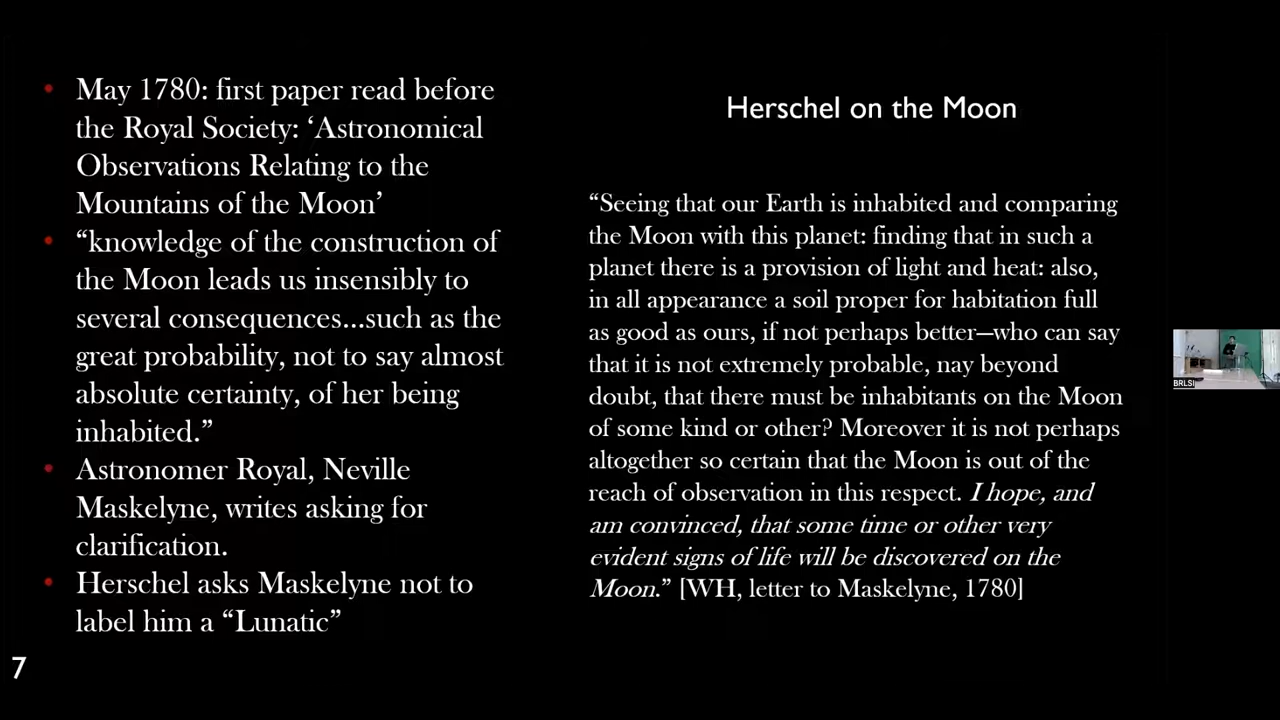 • May 1780: first paper read before
the Royal Society: ‘Astronomical
Observations Relating to the
Mountains of the Moon’
• “knowledge of the construction of
the Moon leads us insensibly to
several consequences…such as the
great probability, not to say almost
absolute certainty, of her being
inhabited.”
• Astronomer Royal, Neville
Maskelyne, writes asking for
clarification.
• Herschel asks Maskelyne not to
label him a “Lunatic”
7
Herschel on the Moon
“Seeing that our Earth is inhabited and comparing
the Moon with this planet: finding that in such a
planet there is a provision of light and heat: also,
in all appearance a soil proper for habitation full
as good as ours, if not perhaps better—who can say
that it is not extremely probable, nay beyond
doubt, that there must be inhabitants on the Moon
of some kind or other? Moreover it is not perhaps
altogether so certain that the Moon is out of the
reach of observation in this respect. I hope, and
am convinced, that some time or other very
evident signs of life will be discovered on the
Moon.” [WH, letter to Maskelyne, 1780]
BRLSI